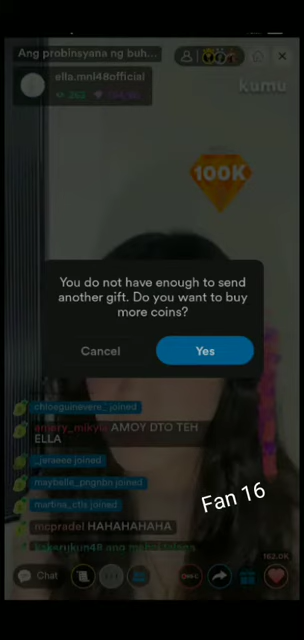 Ang probinsyana ng buh...
ella.mnl48official
kumu
100K
You do not have enough to send
another gift. Do you want to buy
more coins?
Cancel
Yes
chloeguinevere_ joined
AMOY DTO TEH
ELLA
_jeraeee joined
maybelle_pngnbn joined
martina_ctls joined
mcpradel HAHAHAHAHA
Fan 16
162.0K
Chat